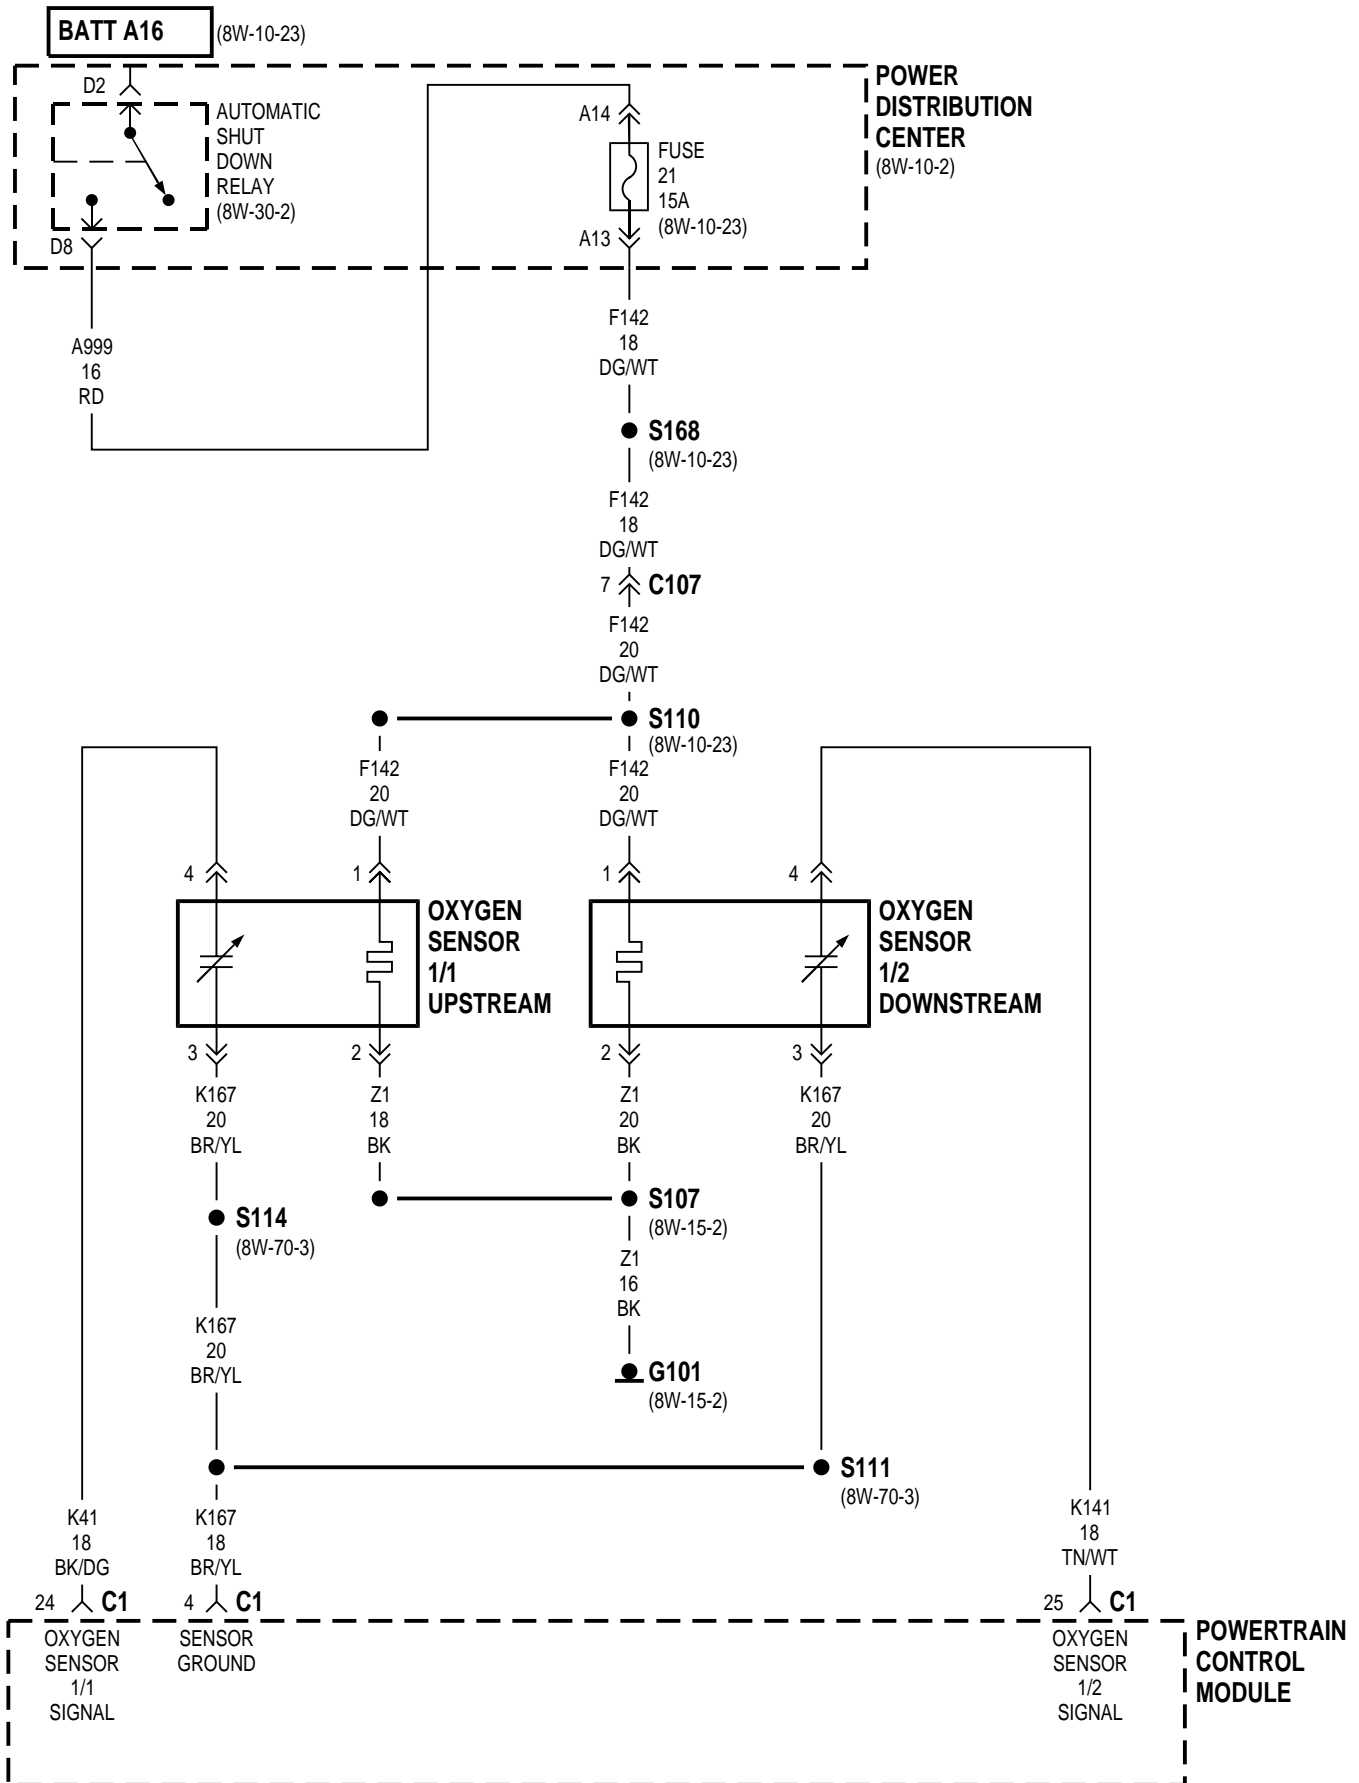 BATT A16
(8W-10-23)
D2
AUTOMATIC
SHUT
DOWN
RELAY
(8W-30-2)
D8
A14
FUSE
21
15A
(8W-10-23)
A13
POWER
DISTRIBUTION
CENTER
(8W-10-2)
A999
16
RD
F142
18
DG/WT
S168
(8W-10-23)
F142
18
DG/WT
7
C107
F142
20
DG/WT
S110
(8W-10-23)
F142
20
DG/WT
F142
20
DG/WT
4
1
1
4
OXYGEN
SENSOR
1/1
UPSTREAM
OXYGEN
SENSOR
1/2
DOWNSTREAM
3
2
2
3
K167
20
BR/YL
Z1
18
BK
Z1
20
BK
K167
20
BR/YL
S114
(8W-70-3)
S107
(8W-15-2)
Z1
16
BK
K167
20
BR/YL
G101
(8W-15-2)
S111
(8W-70-3)
K41
18
BK/DG
K167
18
BR/YL
K141
18
TN/WT
24
C1
4
C1
25
C1
OXYGEN
SENSOR
1/1
SIGNAL
SENSOR
GROUND
OXYGEN
SENSOR
1/2
SIGNAL
POWERTRAIN
CONTROL
MODULE